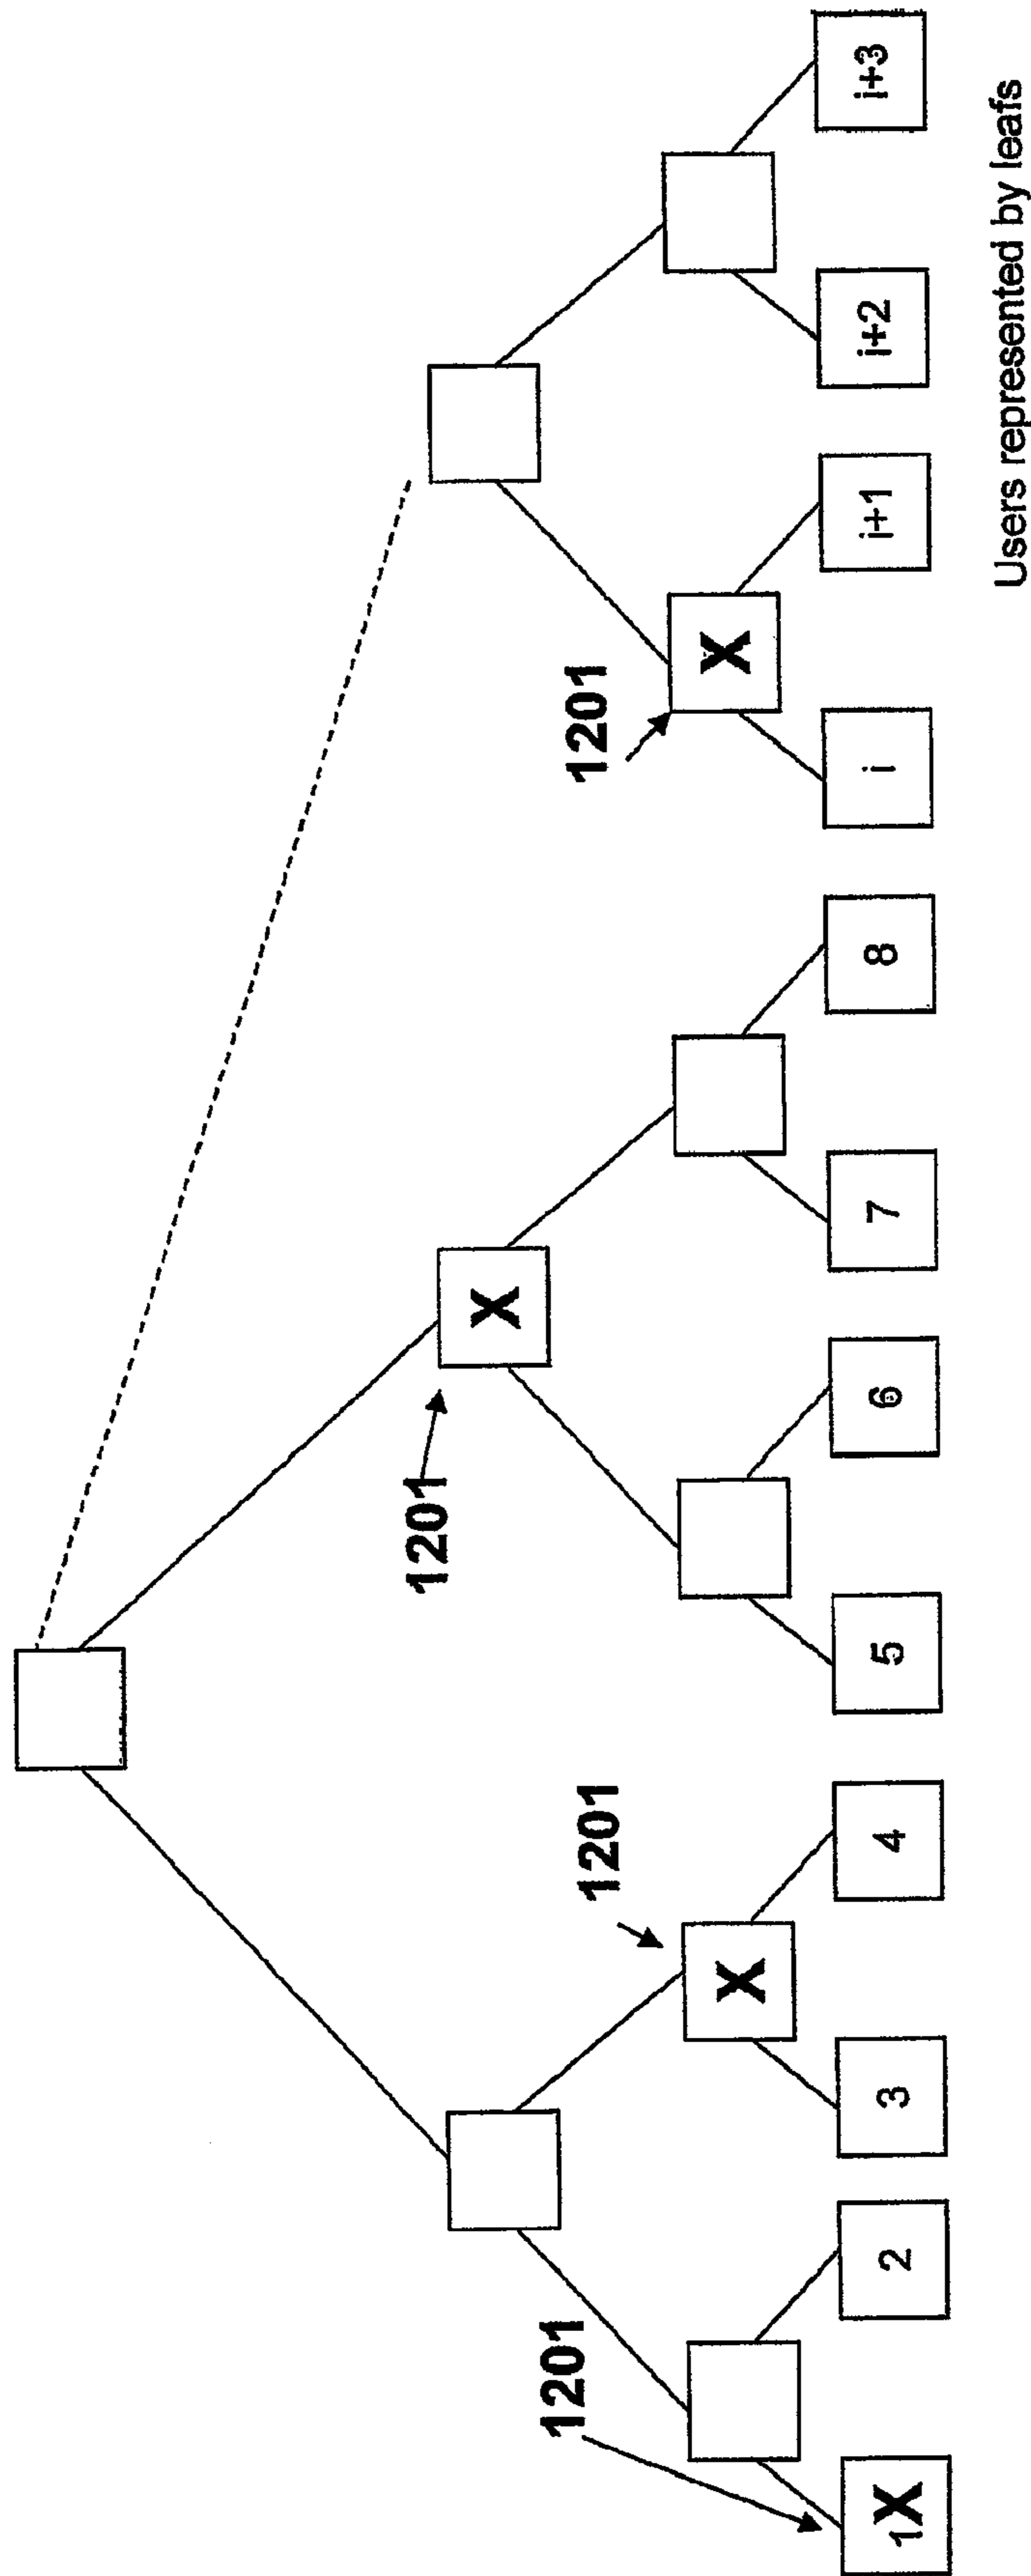 1201
X
1201
X
1201
X
1201
1X
2
3
4
5
6
7
8
i
i+1
i+2
i+3
Users represented by leafs